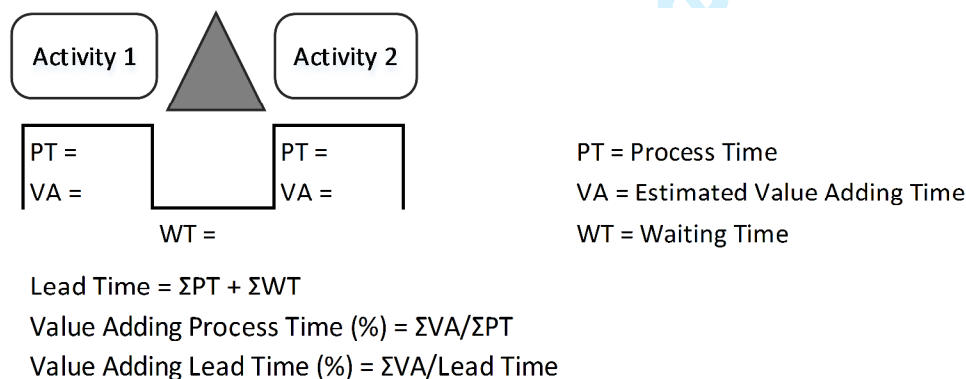 Activity 1
Activity 2
PT =
PT =
PT = Process Time
VA =
VA =
VA = Estimated Value Adding Time
WT =
WT = Waiting Time
Lead Time = ΣPT + ΣWT
Value Adding Process Time (%) = ΣVA/ΣPT
Value Adding Lead Time (%) = ΣVA/Lead Time